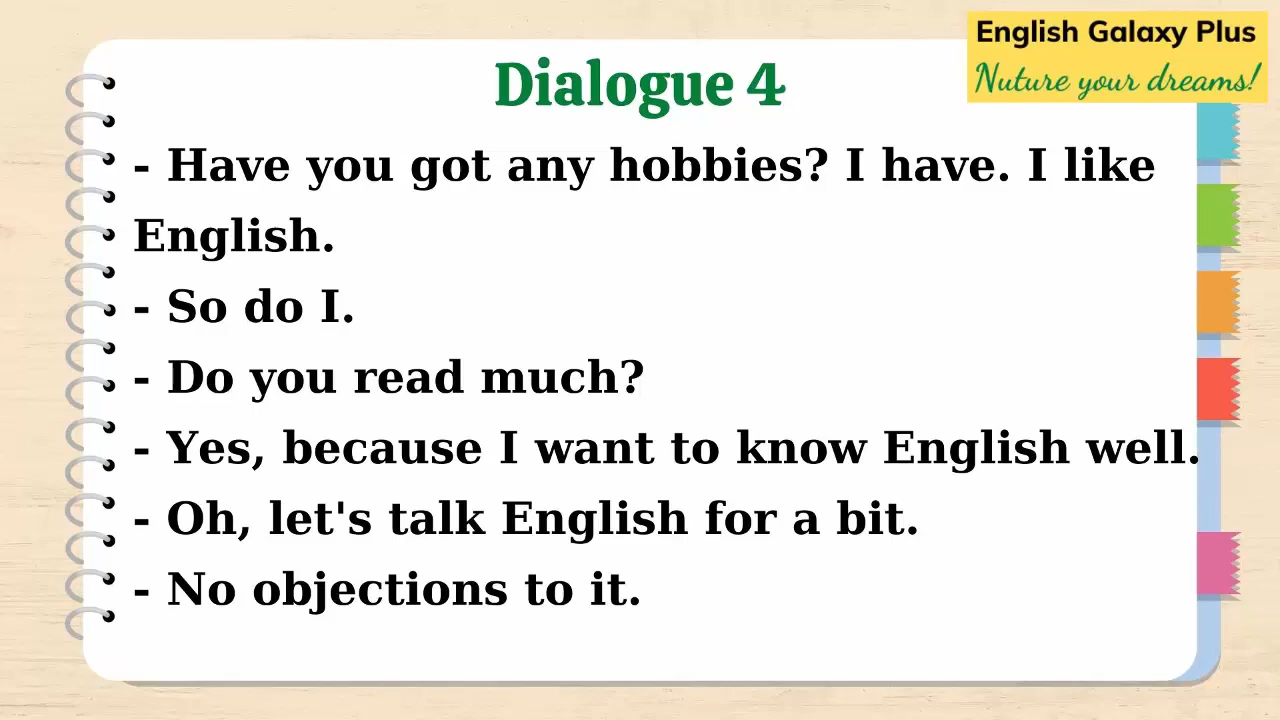 English Galaxy Plus
Nuture your dreams!
Dialogue 4
- Have you got any hobbies? I have. I like
English.
- So do I.
- Do you read much?
- Yes, because I want to know English well.
- Oh, let's talk English for a bit.
- No objections to it.